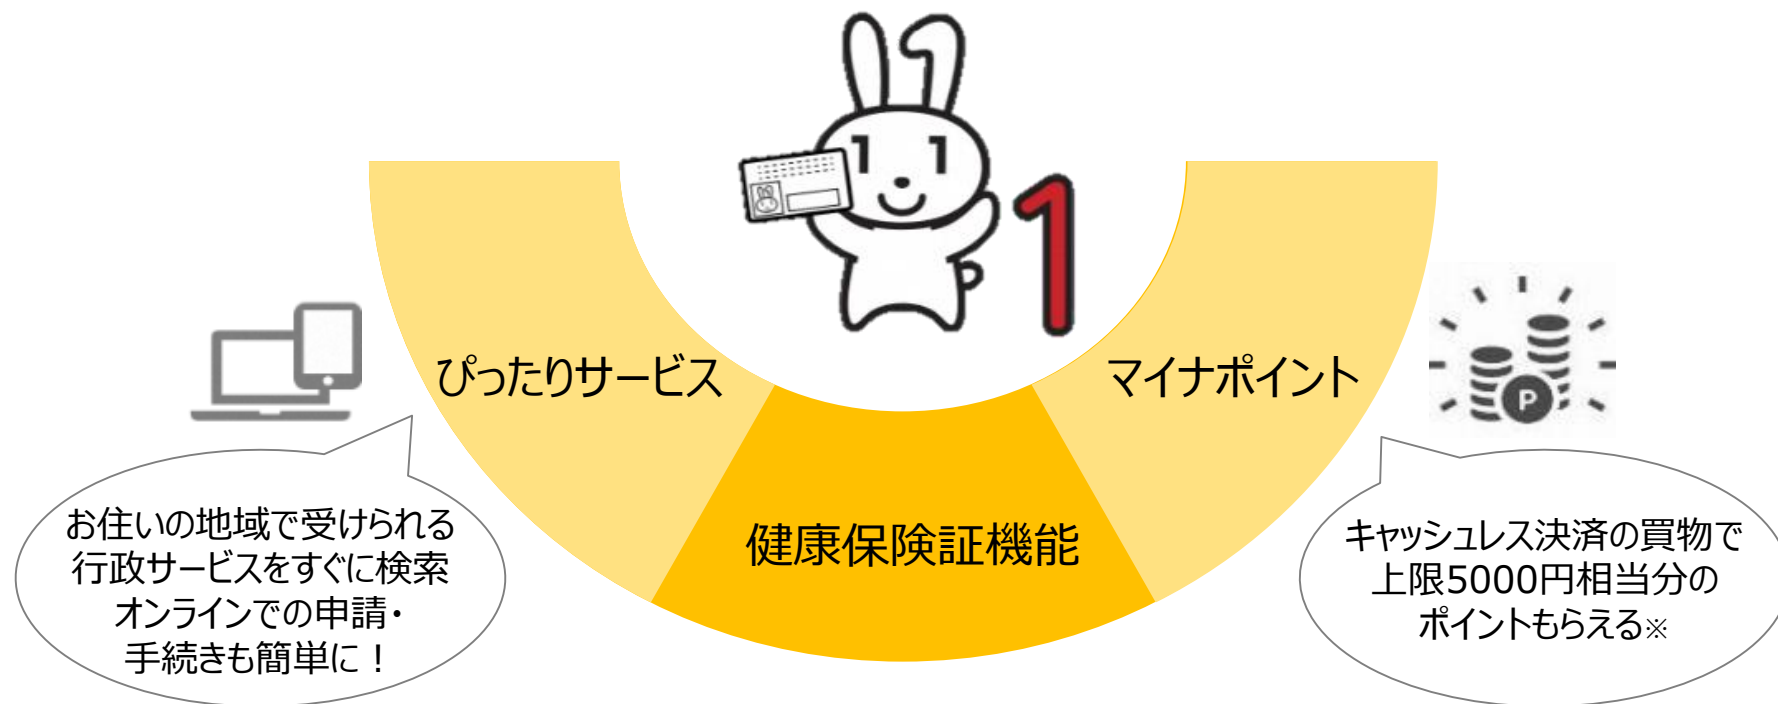 1
ぴったりサービス
マイナポイント
P
健康保険証機能
お住いの地域で受けられる
行政サービスをすぐに検索
オンラインでの申請・
手続きも簡単に！
キャッシュレス決済の買物で
上限5000円相当分の
ポイントもらえる※